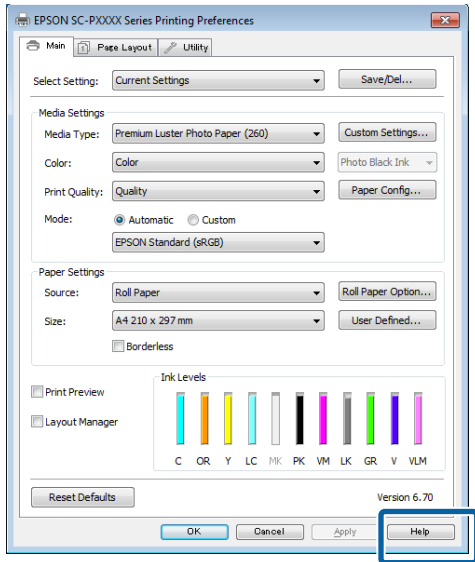 EPSON SC-PXXXX Series Printing Preferences
Main Page Layout Utility
Select Setting: Current Settings Save/Del...
Media Settings
Media Type: Premium Luster Photo Paper (260) Custom Settings...
Color: Color Photo Black Ink
Print Quality: Quality Paper Config...
Mode: Automatic Custom
EPSON Standard (sRGB)
Paper Settings
Source: Roll Paper Roll Paper Option...
Size: A4 210 x 297 mm User Defined...
Borderless
Ink Levels
Print Preview
Layout Manager
C OR Y LC MK PK VM LK GR V VLM
Reset Defaults Version 6.70
OK Cancel Apply Help